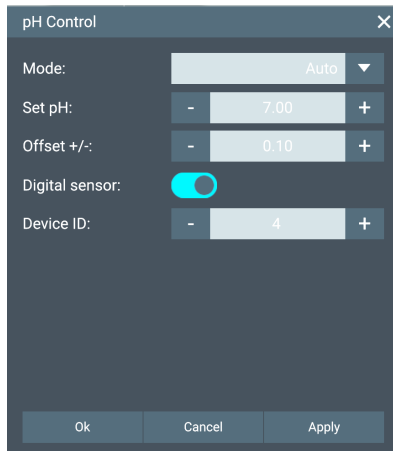 pH Control
Mode: Auto
Set pH: - 7.00 +
Offset +/-: - 0.10 +
Digital sensor:
Device ID: - 4 +
Ok Cancel Apply